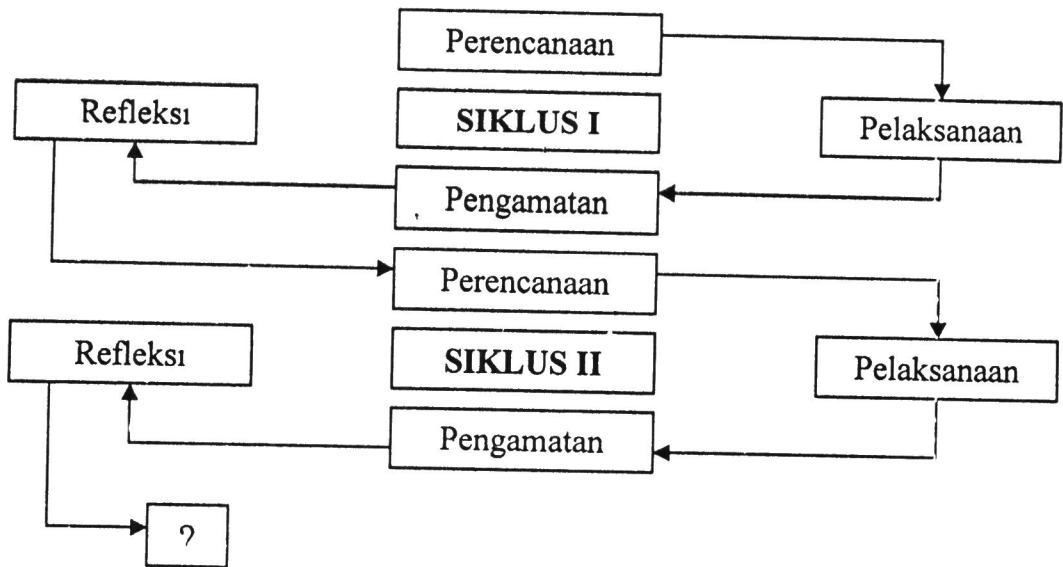 Perencanaan
Refleksi
SIKLUS I
Pelaksanaan
Pengamatan
Perencanaan
Refleksi
SIKLUS II
Pelaksanaan
Pengamatan
?